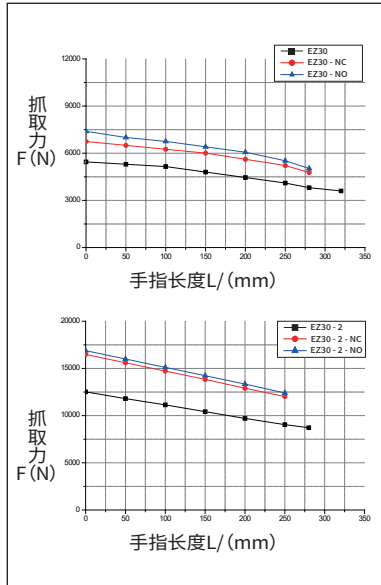 12000
9000
6000
3000
0
抓
取
力
F(N)
EZ30
EZ30 - NC
EZ30 - NO
0 50 100 150 200 250 300 350
手指长度L/(mm)
20000
15000
10000
5000
0
抓
取
力
F(N)
EZ30 - 2
EZ30 - 2 - NC
EZ30 - 2 - NO
0 50 100 150 200 250 300 350
手指长度L/(mm)